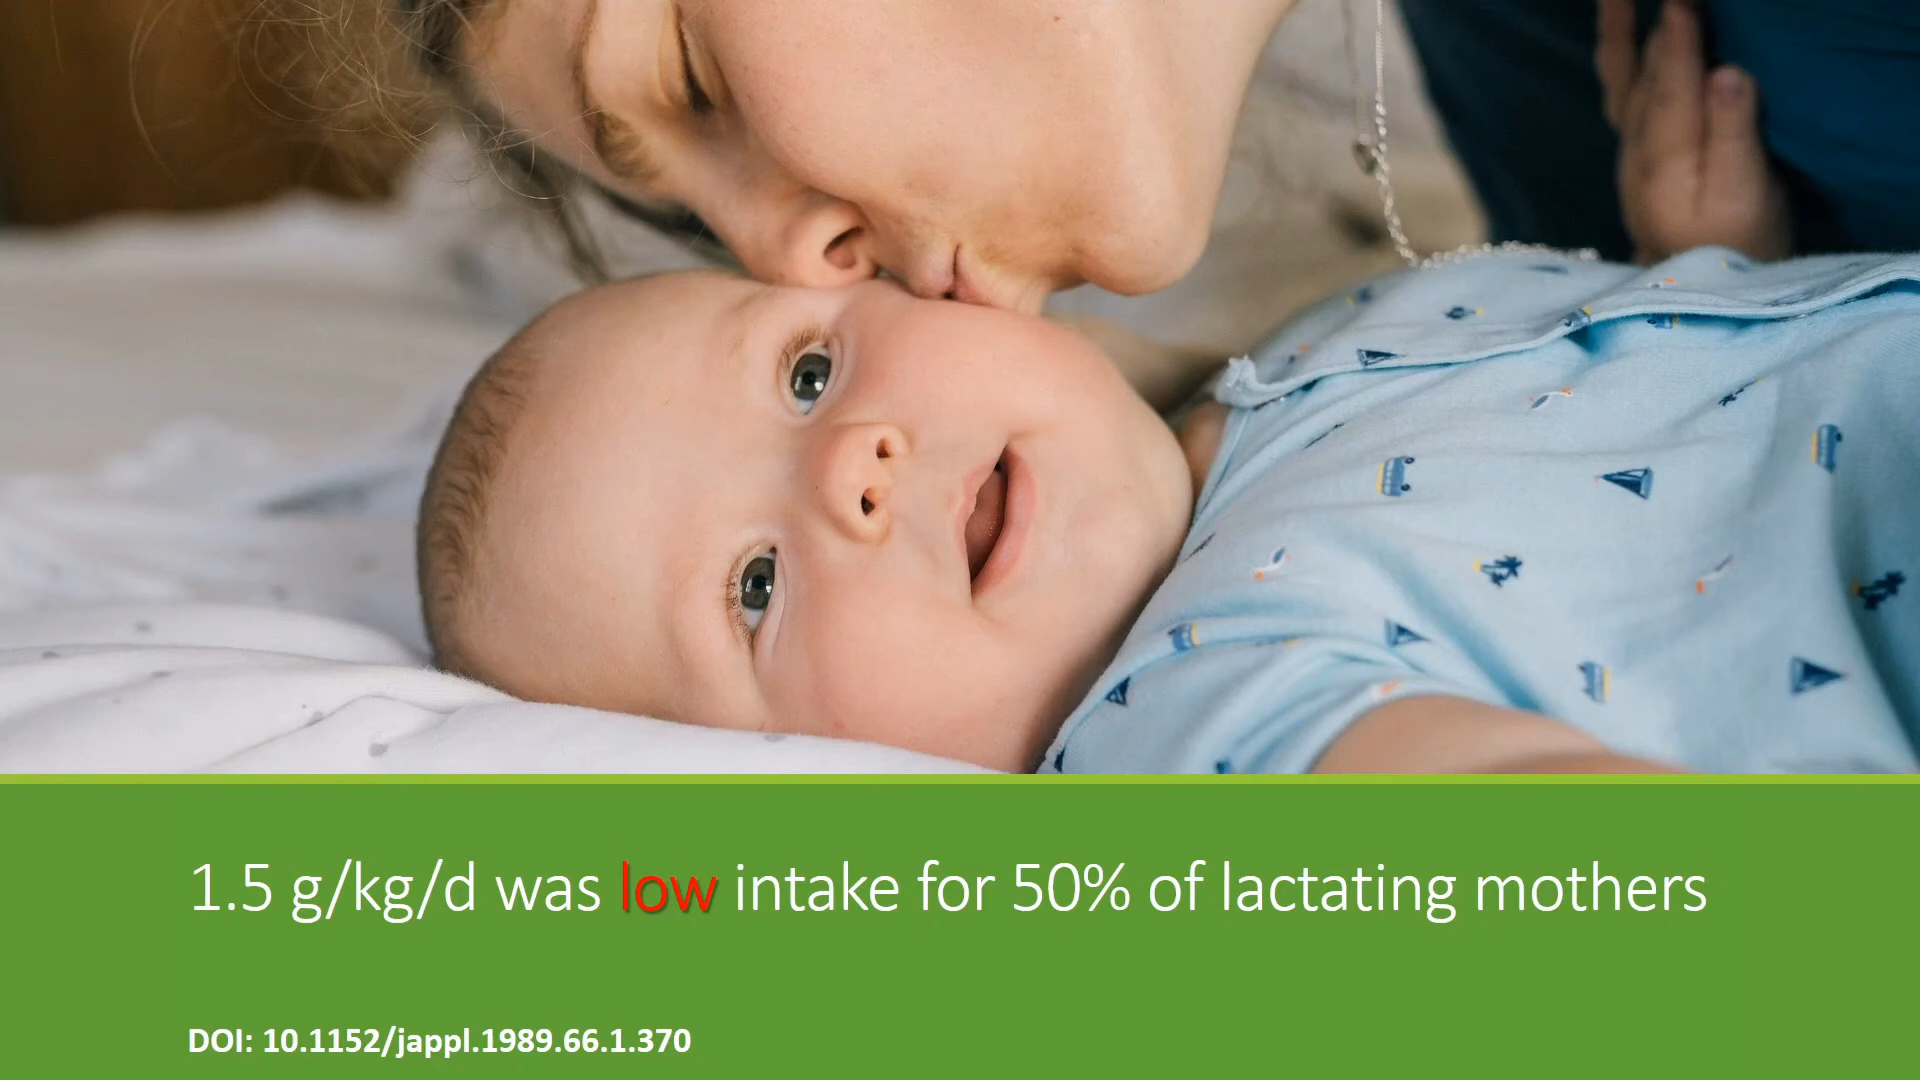 1.5 g/kg/d was low intake for 50% of lactating mothers
DOI: 10.1152/jappl.1989.66.1.370